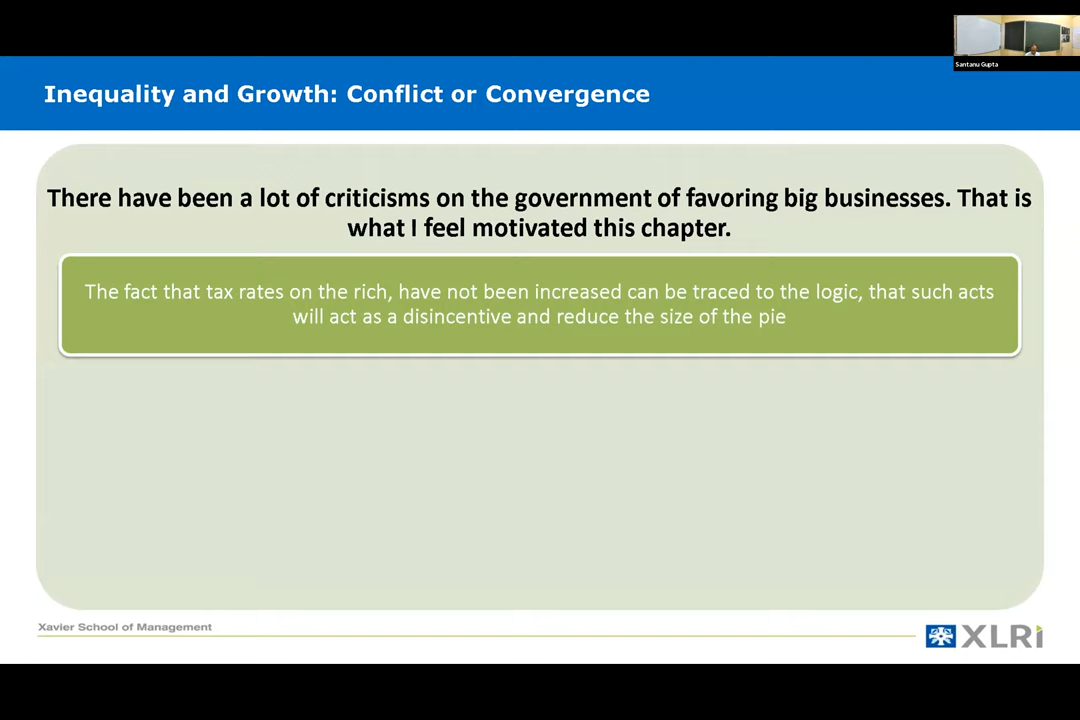 Santanu Gupta
Inequality and Growth: Conflict or Convergence
There have been a lot of criticisms on the government of favoring big businesses. That is
what I feel motivated this chapter.
The fact that tax rates on the rich, have not been increased can be traced to the logic, that such acts
will act as a disincentive and reduce the size of the pie
Xavier School of Management
XLRi